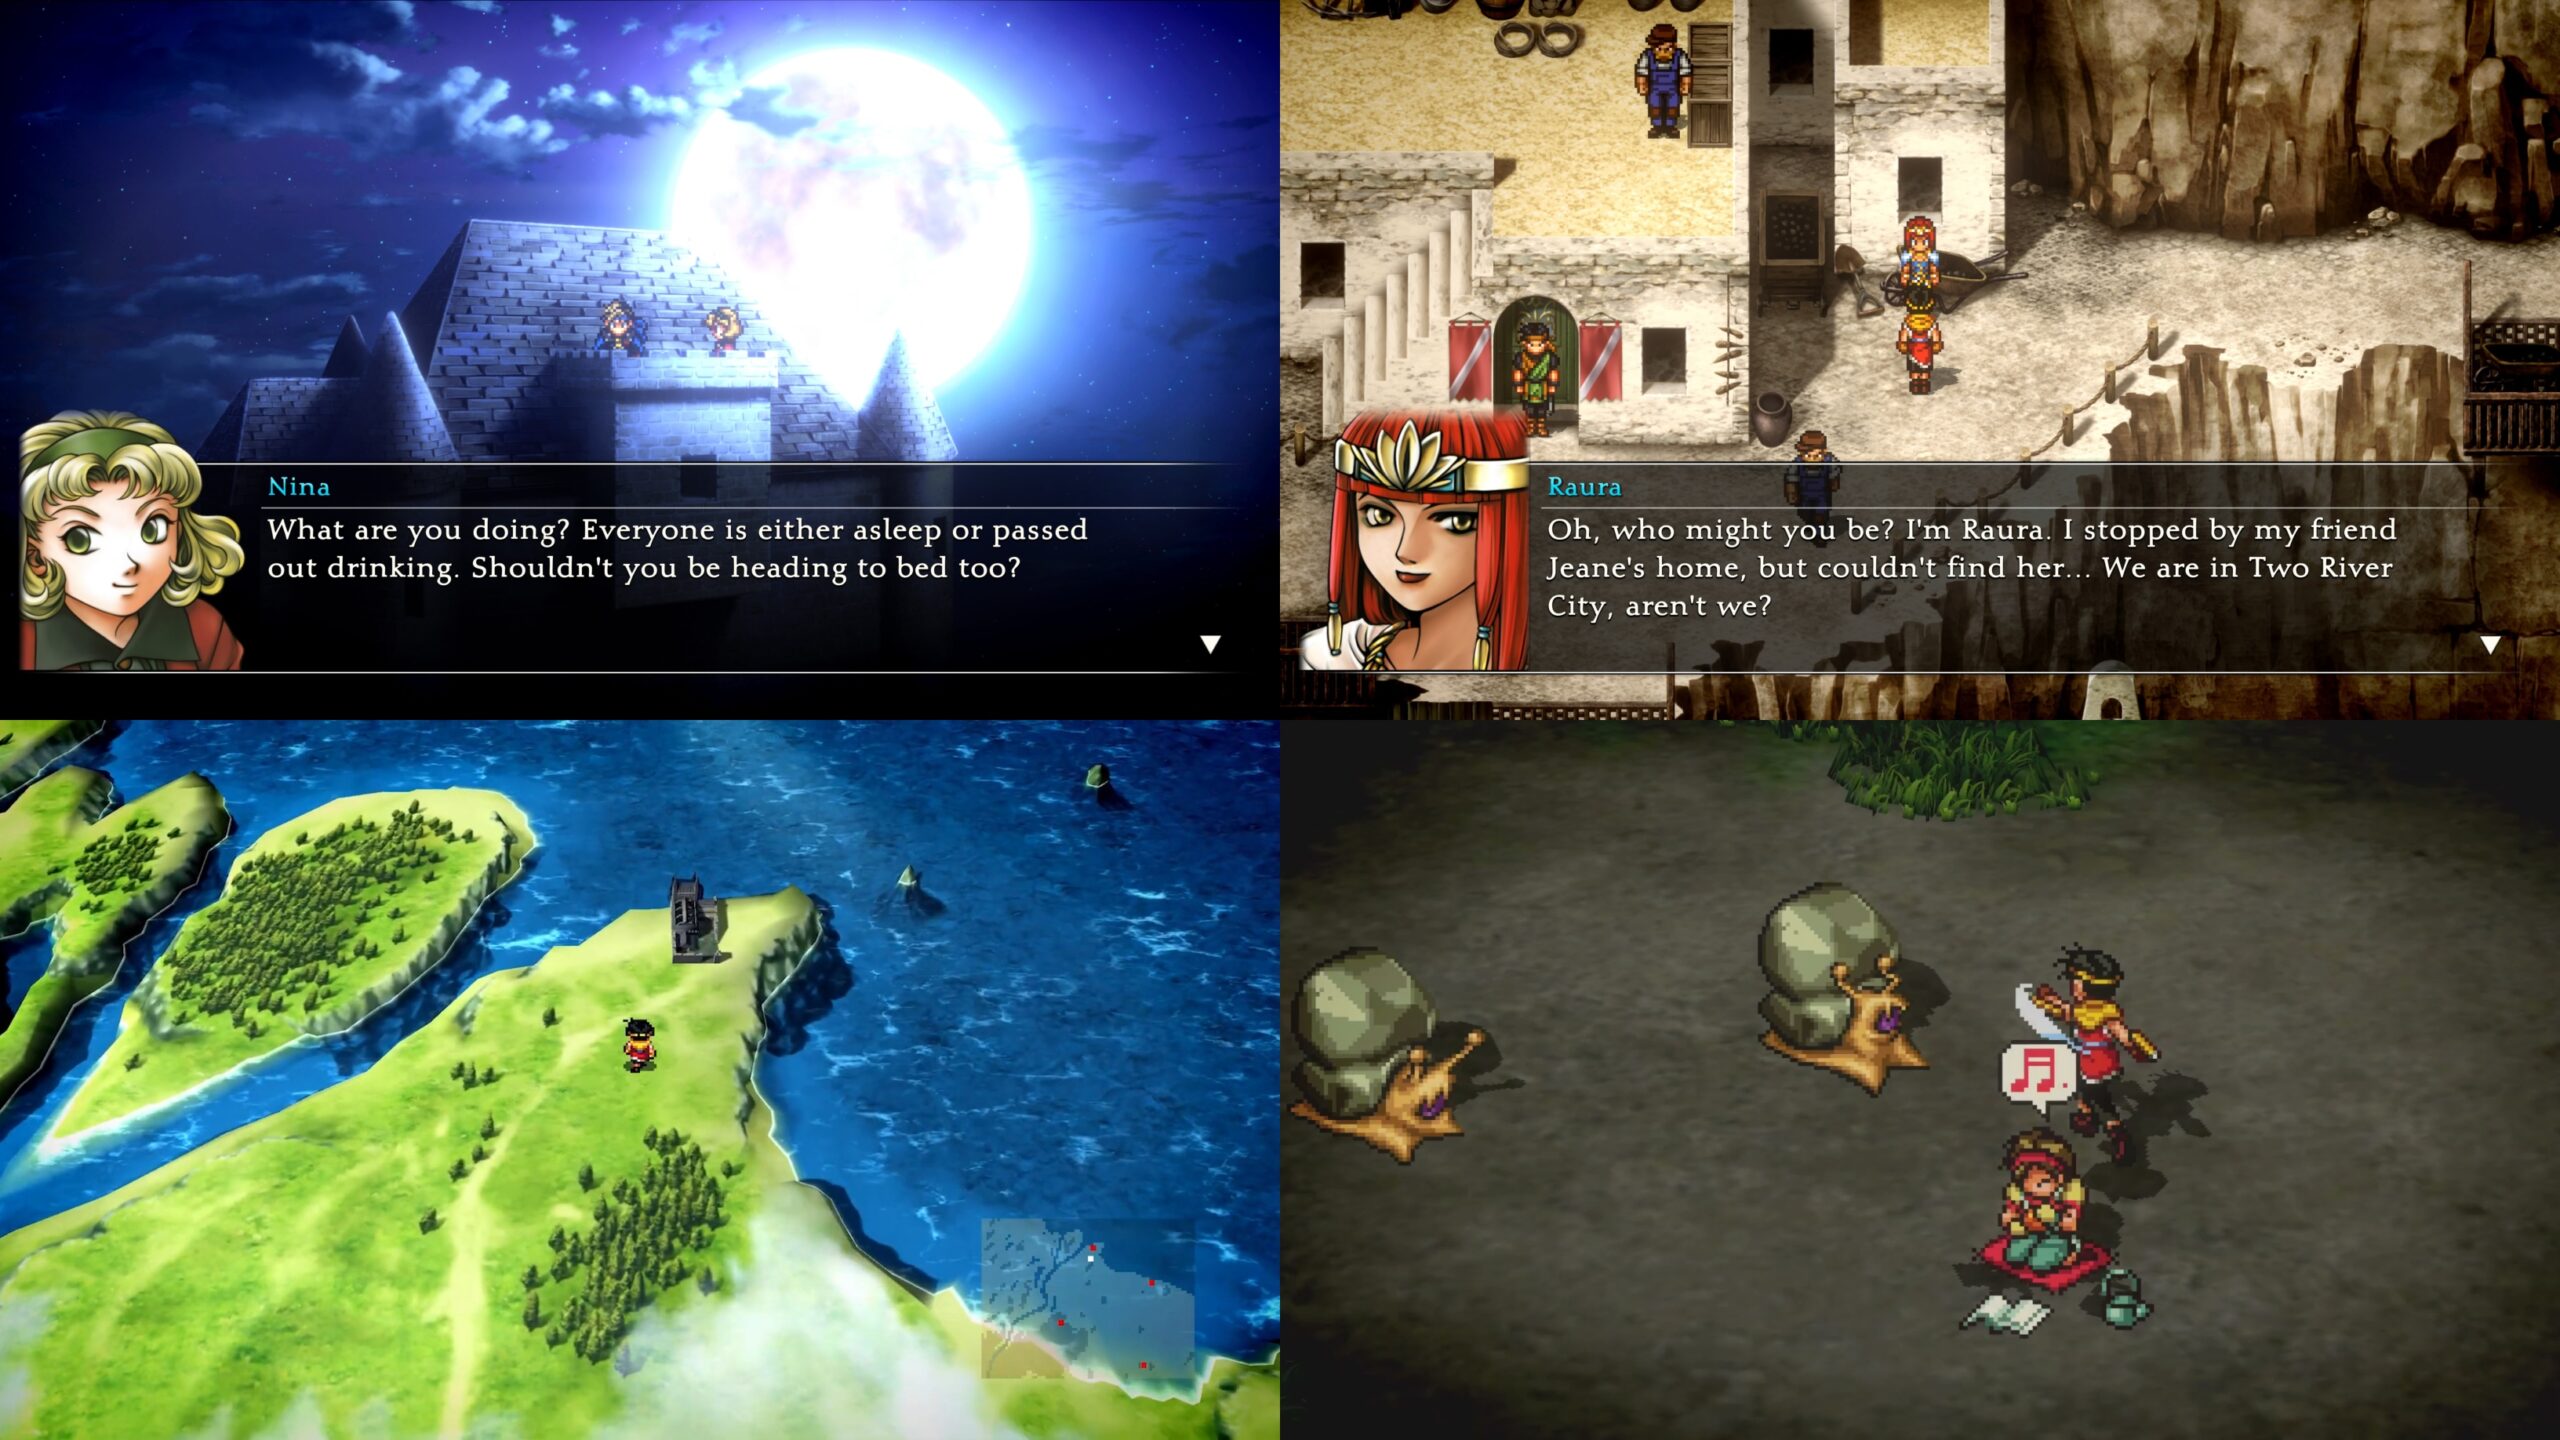 Nina
What are you doing? Everyone is either asleep or passed
out drinking. Shouldn't you be heading to bed too?
Raura
Oh, who might you be? I'm Raura. I stopped by my friend
Jeane's home, but couldn't find her... We are in Two River
City, aren't we?